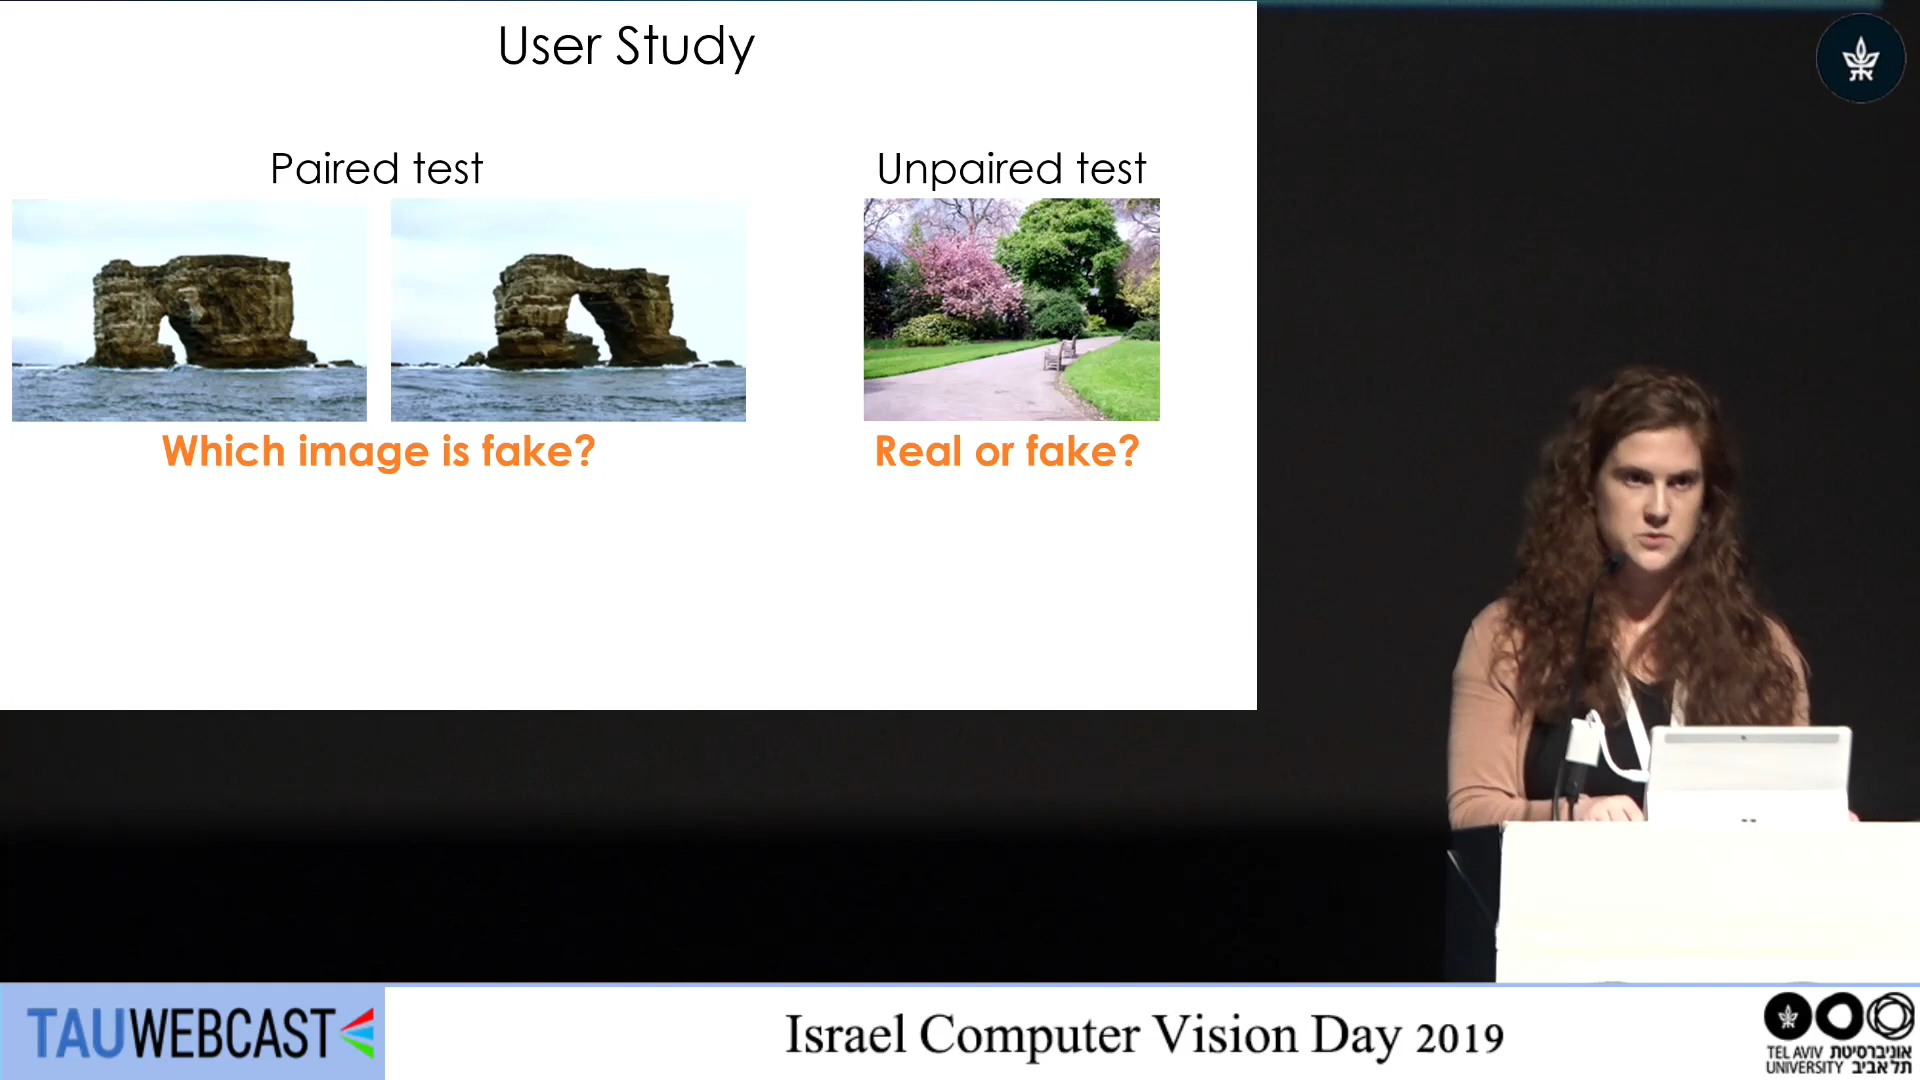 User Study
Paired test
Unpaired test
Which image is fake?
Real or fake?
TAUWEBCAST
Israel Computer Vision Day 2019
TEL AVIV אוניברסיטת
UNIVERSITY תל אביב